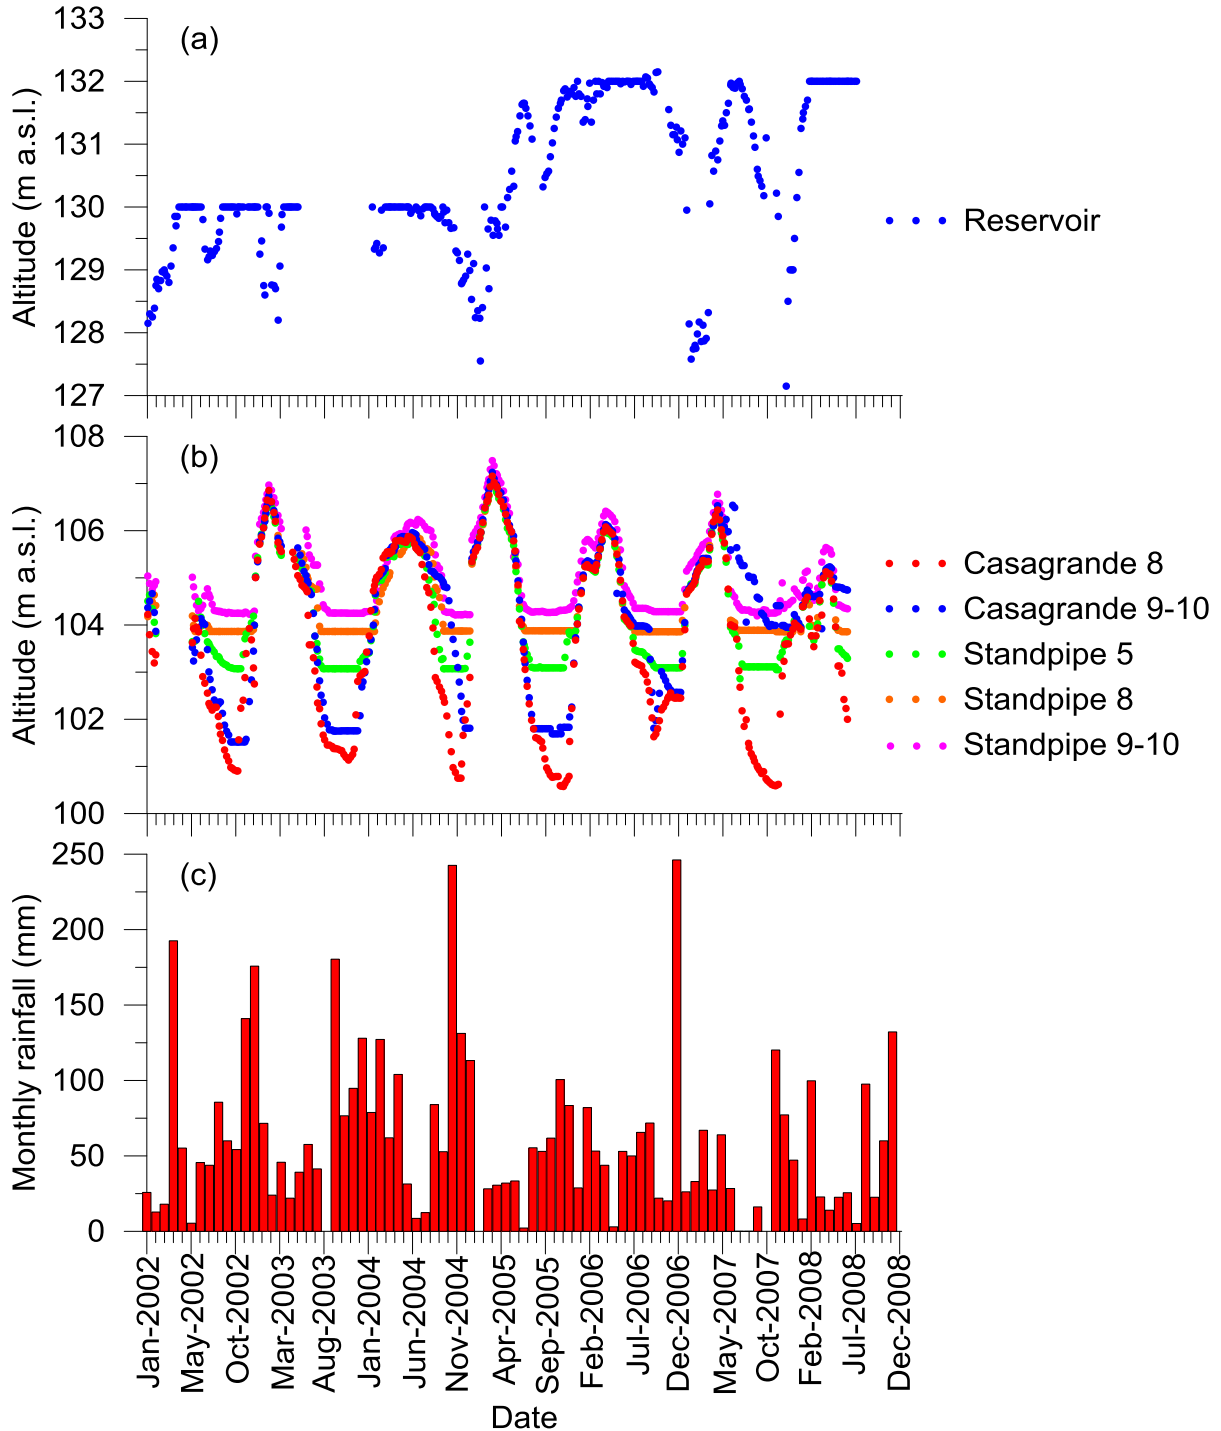 (a)
133
132
131
130
129
128
127
Altitude (m a.s.l.)
Reservoir
(b)
108
106
104
102
100
Altitude (m a.s.l.)
Casagrande 8
Casagrande 9-10
Standpipe 5
Standpipe 8
Standpipe 9-10
(c)
250
200
150
100
50
0
Monthly rainfall (mm)
Jan-2002
May-2002
Oct-2002
Mar-2003
Aug-2003
Jan-2004
Jun-2004
Nov-2004
Apr-2005
Sep-2005
Feb-2006
Jul-2006
Dec-2006
May-2007
Oct-2007
Feb-2008
Jul-2008
Dec-2008
Date